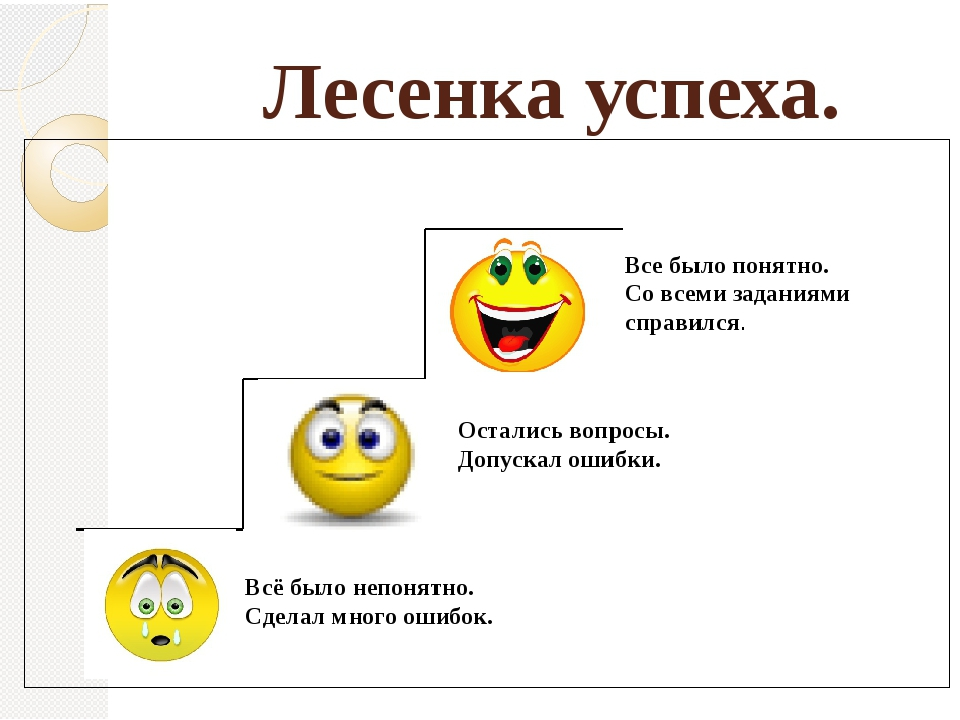 Лесенка успеха.
Все было понятно.
Со всеми заданиями
справился.
Остались вопросы.
Допускал ошибки.
Всё было непонятно.
Сделал много ошибок.